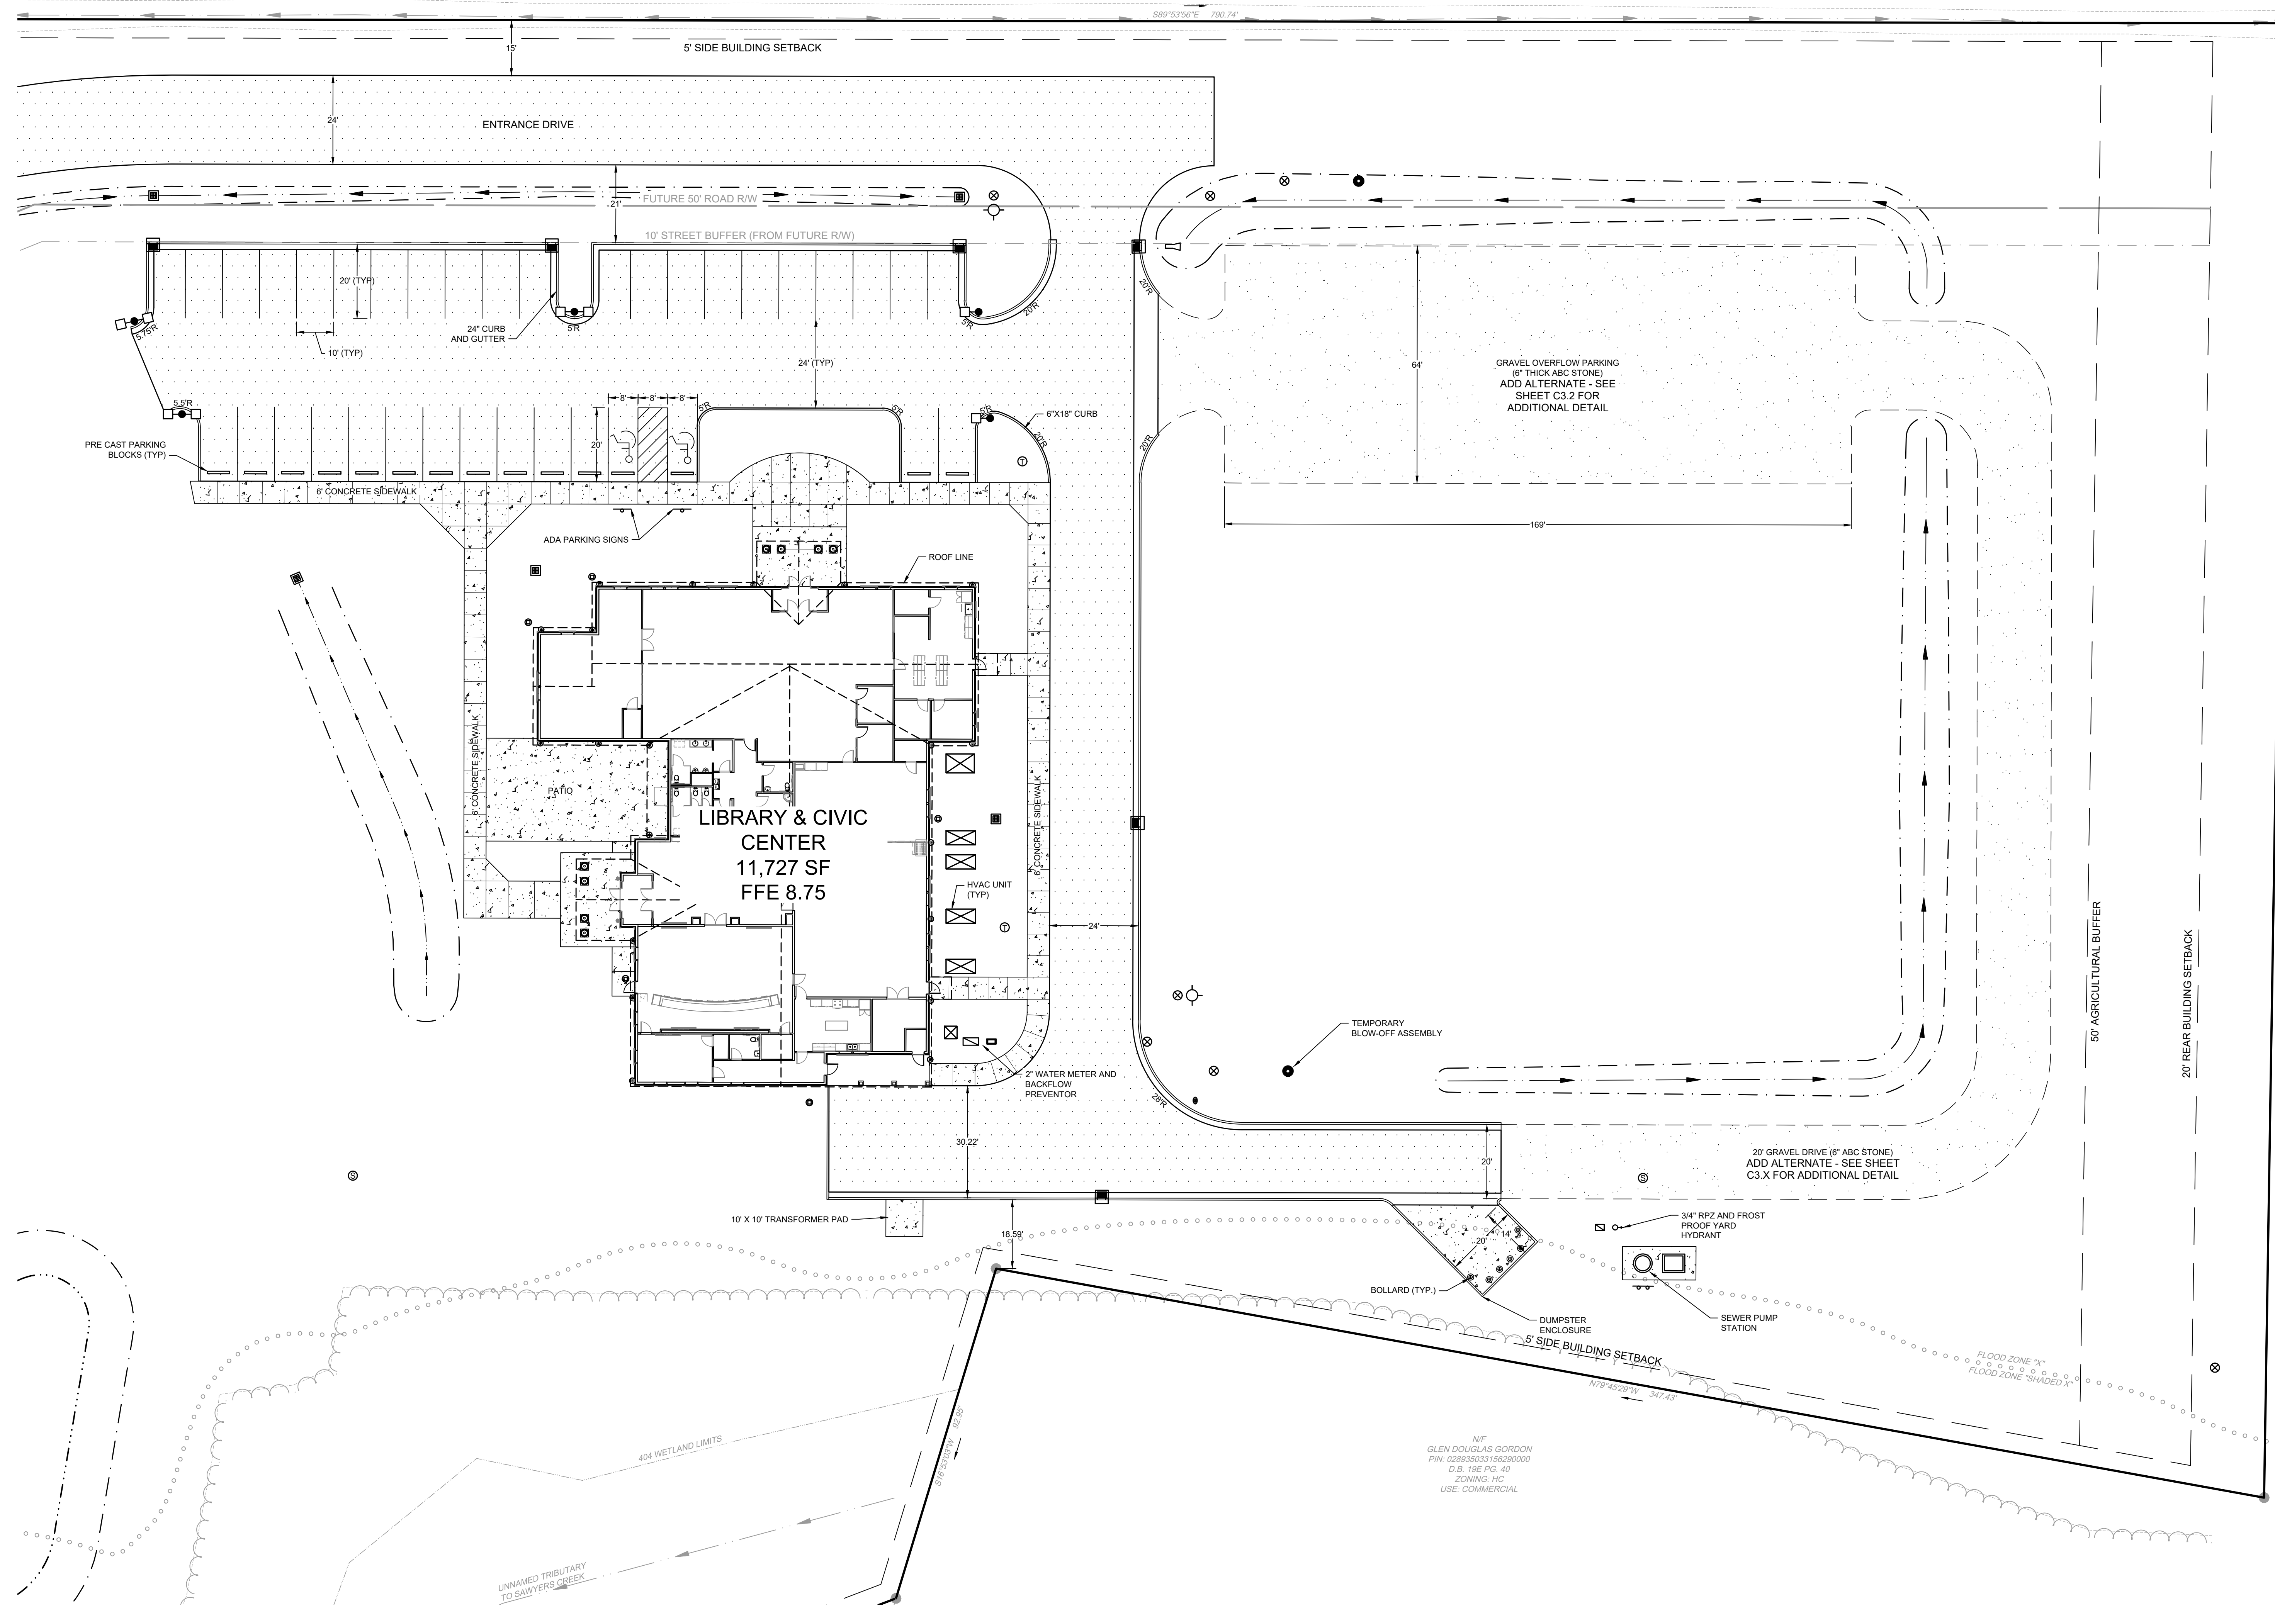 S89°53'56"E 790.74'
15'
5' SIDE BUILDING SETBACK
24'
ENTRANCE DRIVE
FUTURE 50' ROAD R/W
21'
10' STREET BUFFER (FROM FUTURE R/W)
20' (TYP)
20'R
20'R
5'R
5.75'R
24" CURB
AND GUTTER
5'R
10' (TYP)
24' (TYP)
64'
GRAVEL OVERFLOW PARKING
(6" THICK ABC STONE)
ADD ALTERNATE - SEE
SHEET C3.2 FOR
ADDITIONAL DETAIL
8'
8'
8'
5.5'R
5'R
5'R
5'R
6"X18" CURB
20'R
20'R
PRE CAST PARKING
BLOCKS (TYP)
20'
T
6' CONCRETE SIDEWALK
169'
ADA PARKING SIGNS
ROOF LINE
6' CONCRETE SIDEWALK
PATIO
LIBRARY & CIVIC
CENTER
11,727 SF
FFE 8.75
6' CONCRETE SIDEWALK
HVAC UNIT
(TYP)
T
24'
50' AGRICULTURAL BUFFER
20' REAR BUILDING SETBACK
TEMPORARY
BLOW-OFF ASSEMBLY
2" WATER METER AND
BACKFLOW
PREVENTOR
28'R
30.22'
20'
20' GRAVEL DRIVE (6" ABC STONE)
ADD ALTERNATE - SEE SHEET
C3.X FOR ADDITIONAL DETAIL
S
S
10' X 10' TRANSFORMER PAD
18.59'
20'
14'
3/4" RPZ AND FROST
PROOF YARD
HYDRANT
BOLLARD (TYP.)
DUMPSTER
ENCLOSURE
SEWER PUMP
STATION
5' SIDE BUILDING SETBACK
FLOOD ZONE "X"
FLOOD ZONE "SHADED X"
N79°45'29"W 347.43'
S16°53'03"W 92.95'
404 WETLAND LIMITS
N/F
GLEN DOUGLAS GORDON
PIN: 028935033156290000
D.B. 19E PG. 40
ZONING: HC
USE: COMMERCIAL
UNNAMED TRIBUTARY
TO SAWYERS CREEK